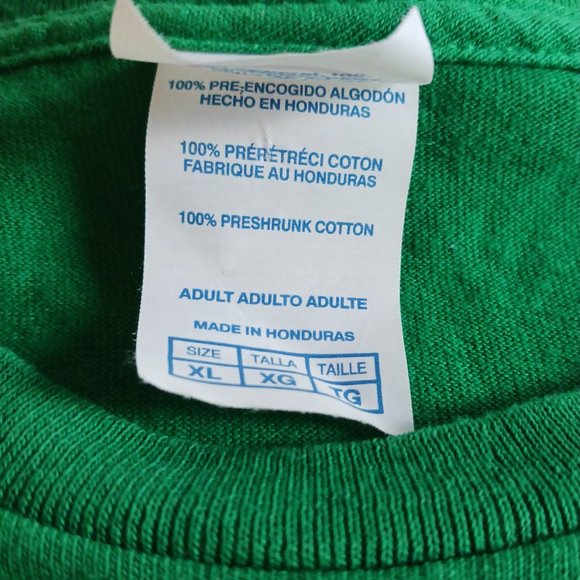 100% PRE-ENCOGIDO ALGODÓN
HECHO EN HONDURAS
100% PRÉRÉTRÉCI COTON
FABRIQUE AU HONDURAS
100% PRESHRUNK COTTON
ADULT ADULTO ADULTE
MADE IN HONDURAS
SIZE TALLA TAILLE
XL XG TG